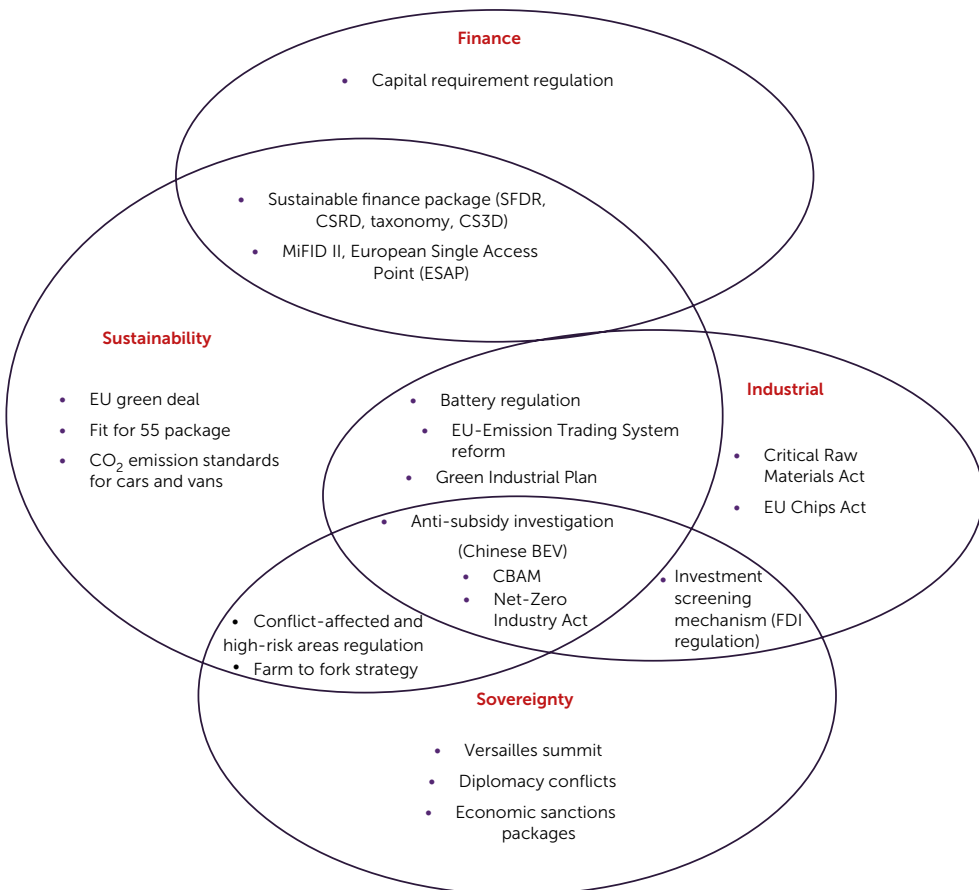 Finance
• Capital requirement regulation
• Sustainable finance package (SFDR,
CSRD, taxonomy, CS3D)
• MiFID II, European Single Access
Point (ESAP)
Sustainability
• EU green deal
• Fit for 55 package
• CO₂ emission standards
for cars and vans
• Battery regulation
• EU-Emission Trading System
reform
• Green Industrial Plan
Industrial
• Critical Raw
Materials Act
• EU Chips Act
• Anti-subsidy investigation
(Chinese BEV)
• CBAM
• Net-Zero
Industry Act
• Investment
screening
mechanism (FDI
regulation)
• Conflict-affected and
high-risk areas regulation
• Farm to fork strategy
Sovereignty
• Versailles summit
• Diplomacy conflicts
• Economic sanctions
packages